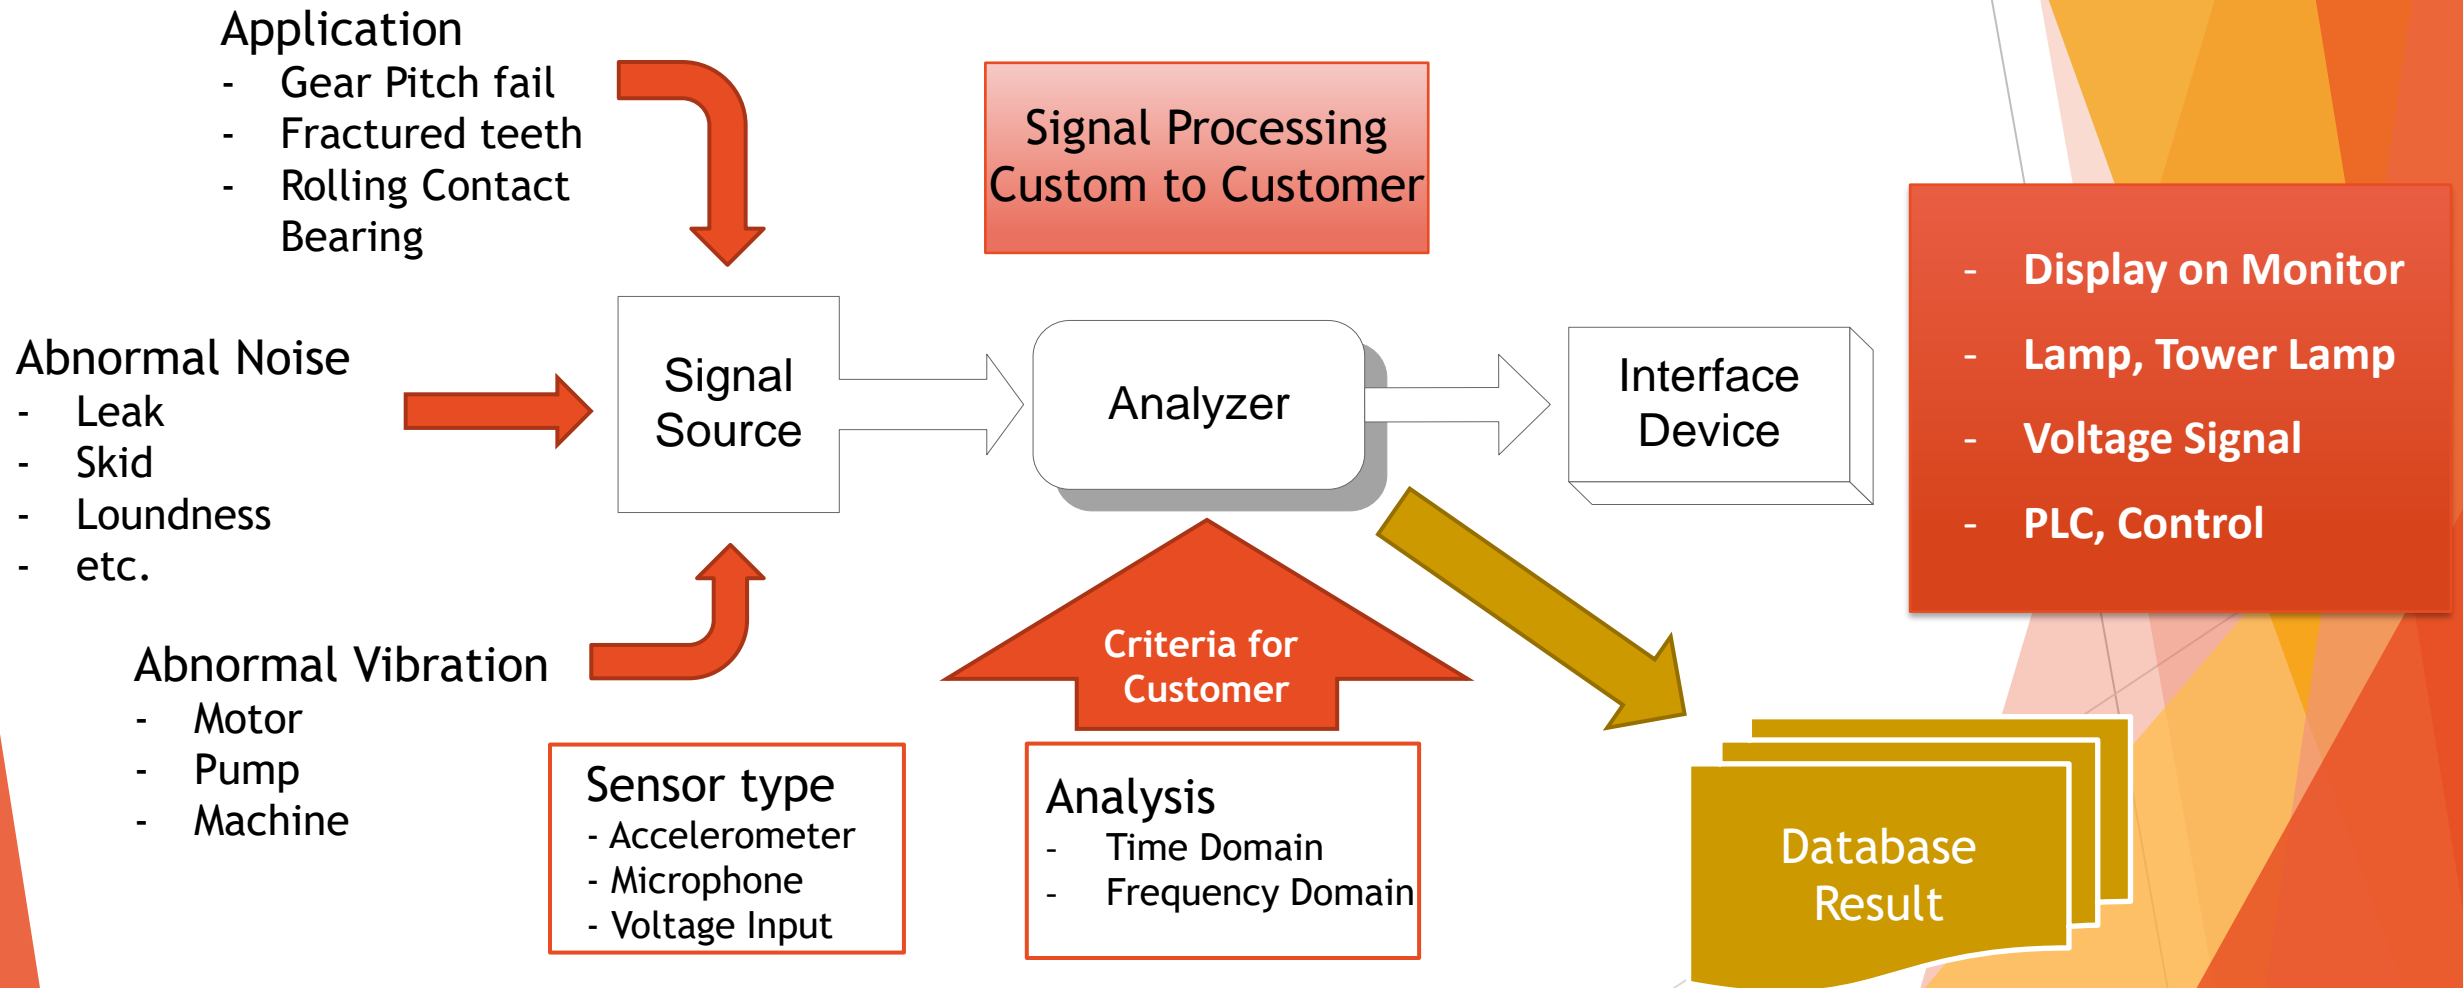 Application
- Gear Pitch fail
- Fractured teeth
- Rolling Contact
Bearing
Signal Processing
Custom to Customer
- Display on Monitor
- Lamp, Tower Lamp
- Voltage Signal
- PLC, Control
Abnormal Noise
- Leak
- Skid
- Loundness
- etc.
Signal
Source
Analyzer
Interface
Device
Abnormal Vibration
- Motor
- Pump
- Machine
Criteria for
Customer
Sensor type
- Accelerometer
- Microphone
- Voltage Input
Analysis
- Time Domain
- Frequency Domain
Database
Result